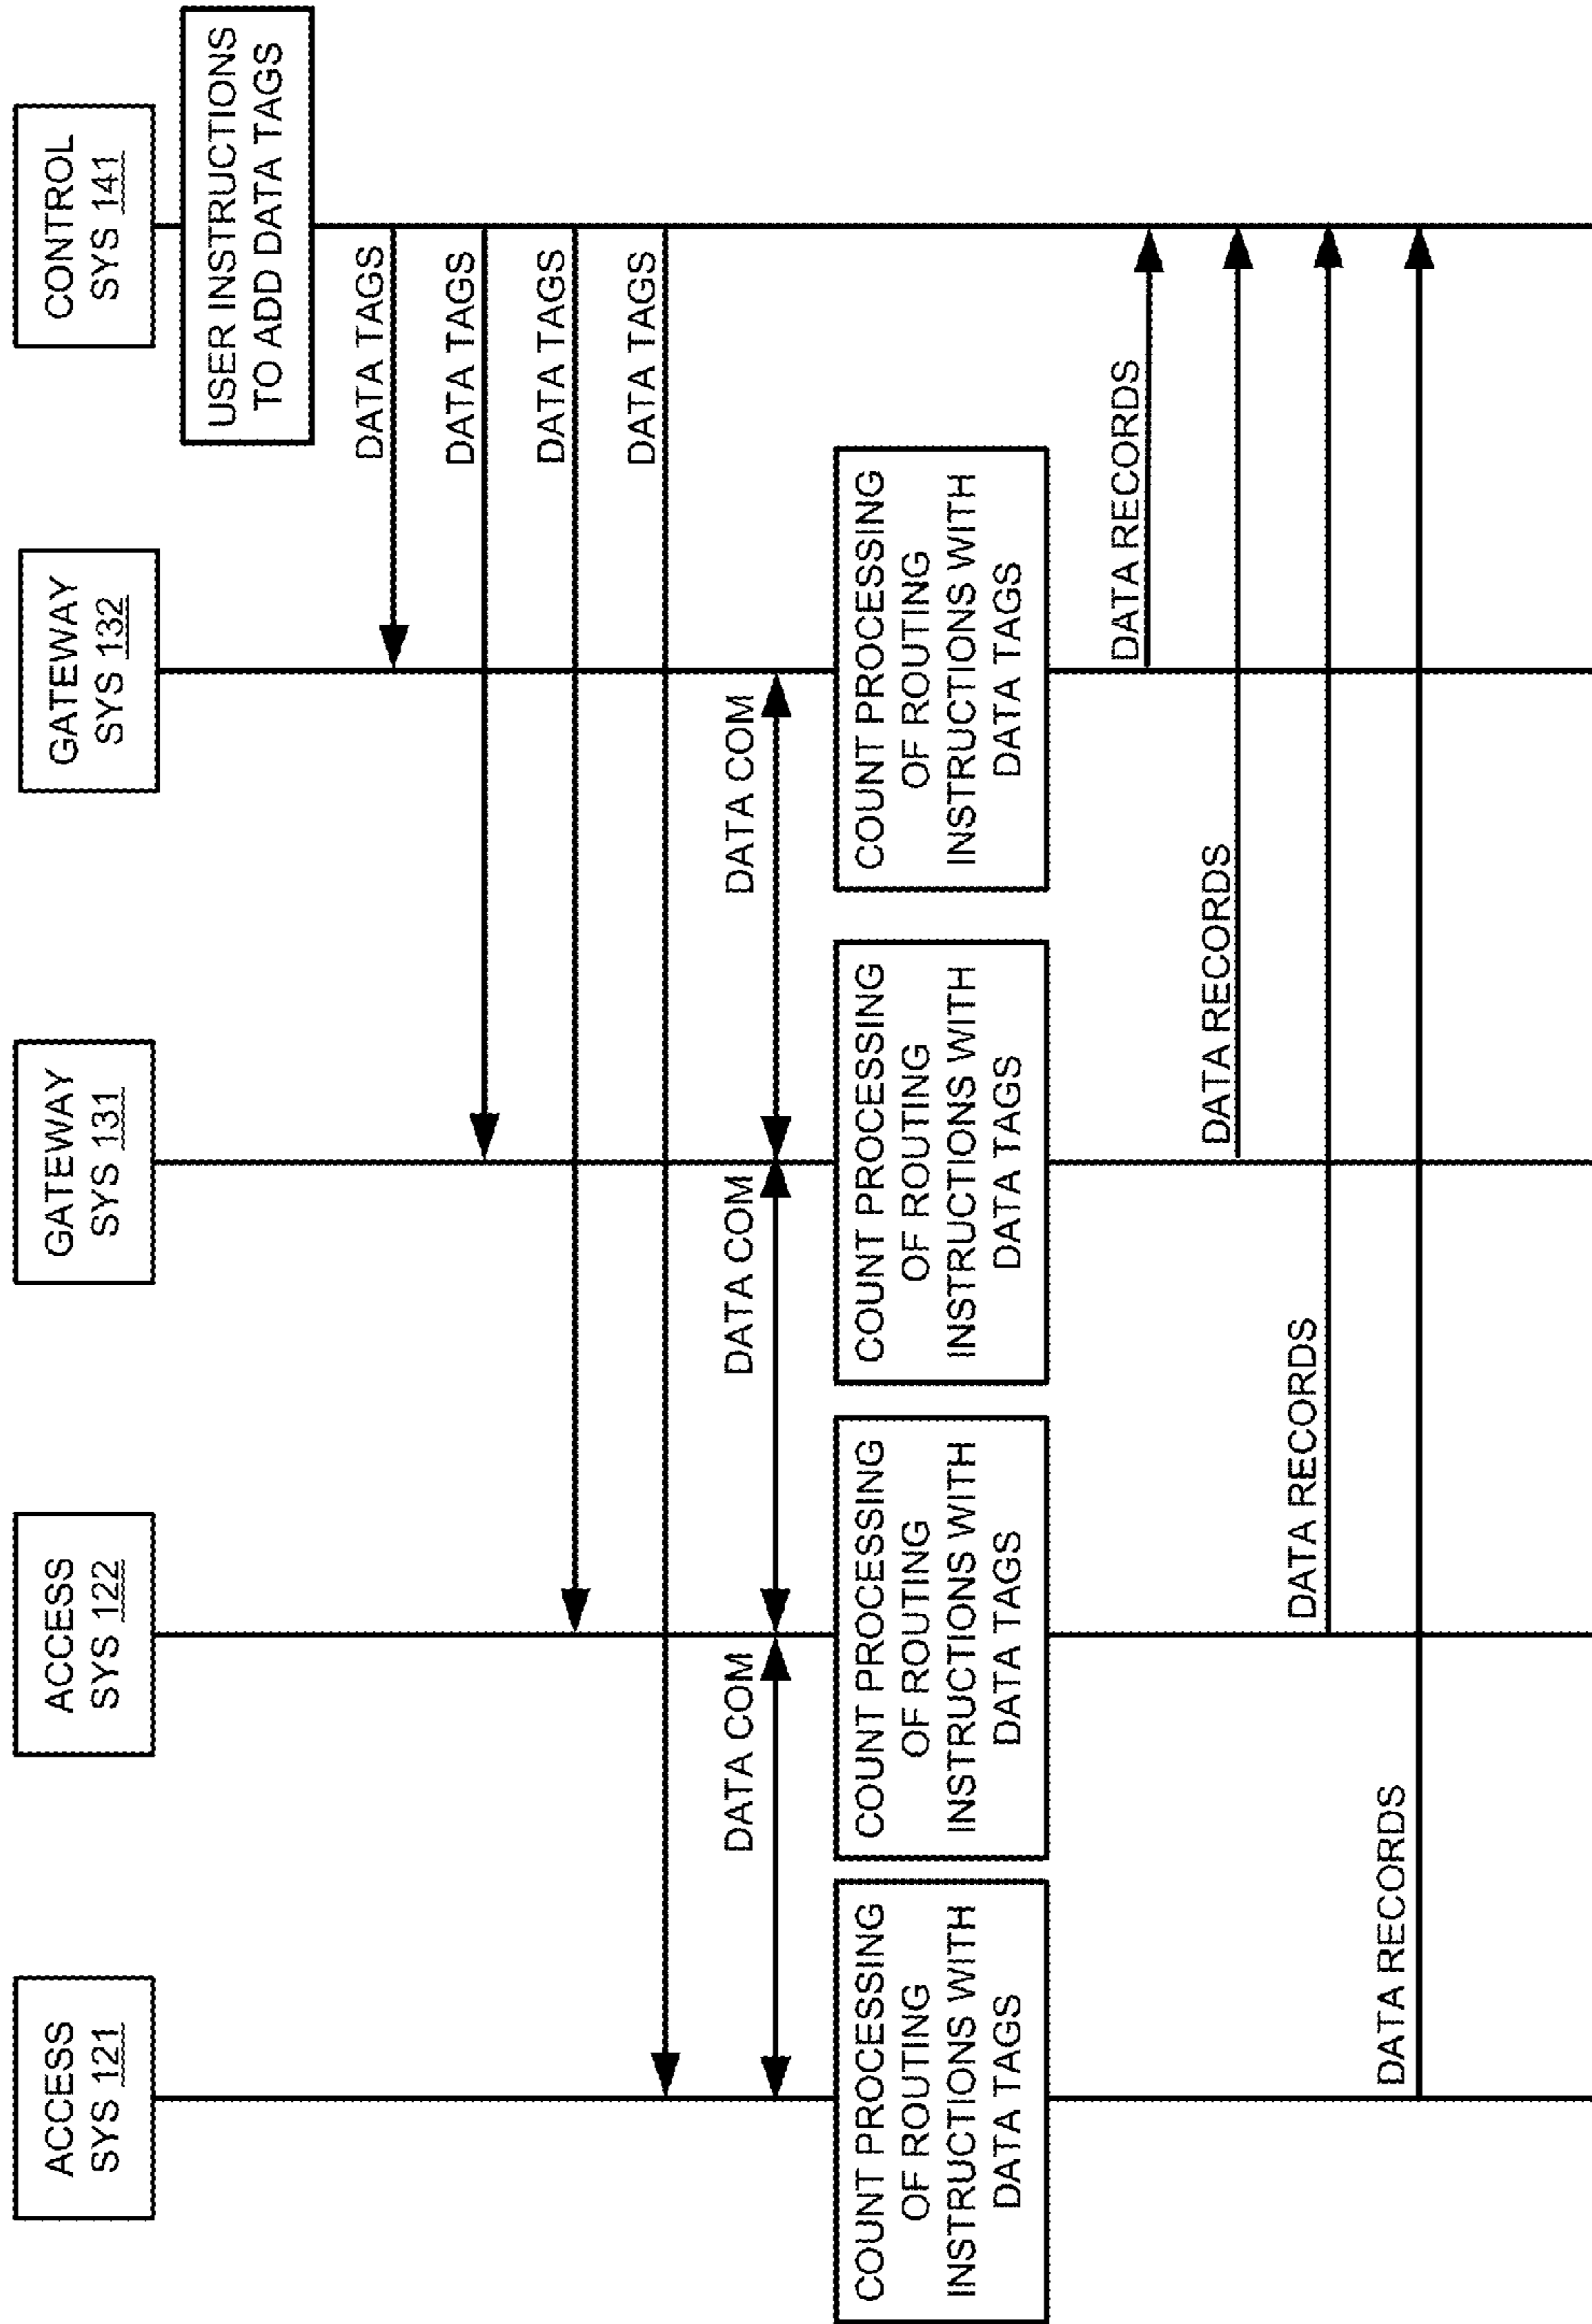 ACCESS
SYS 121
ACCESS
SYS 122
GATEWAY
SYS 131
GATEWAY
SYS 132
CONTROL
SYS 141
USER INSTRUCTIONS
TO ADD DATA TAGS
DATA TAGS
DATA TAGS
DATA TAGS
DATA TAGS
DATA COM
DATA COM
DATA COM
COUNT PROCESSING
OF ROUTING
INSTRUCTIONS WITH
DATA TAGS
COUNT PROCESSING
OF ROUTING
INSTRUCTIONS WITH
DATA TAGS
COUNT PROCESSING
OF ROUTING
INSTRUCTIONS WITH
DATA TAGS
COUNT PROCESSING
OF ROUTING
INSTRUCTIONS WITH
DATA TAGS
DATA RECORDS
DATA RECORDS
DATA RECORDS
DATA RECORDS